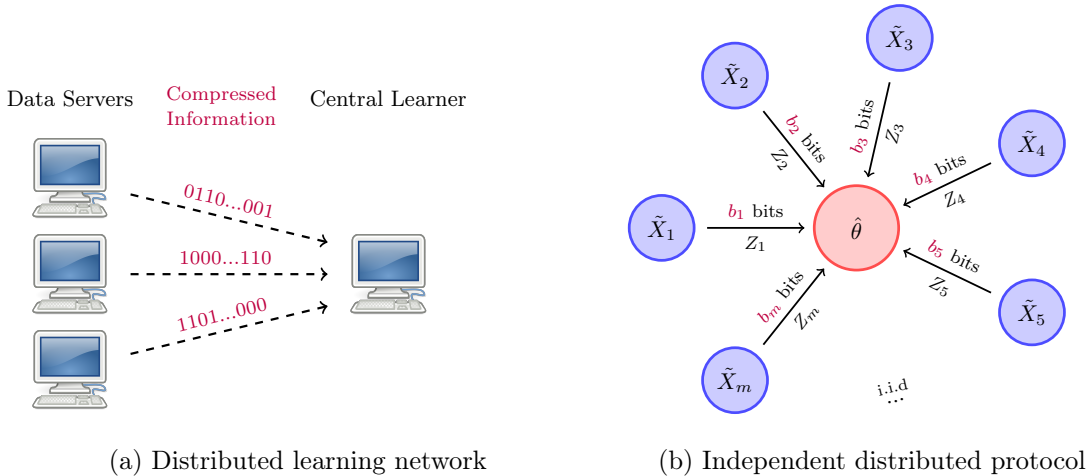 Data Servers
Compressed
Information
Central Learner
0110...001
1000...110
1101...000
(a) Distributed learning network
X̃₁
X̃₂
X̃₃
X̃₄
X̃₅
X̃ₘ
b₁ bits
Z₁
b₂ bits
Z₂
b₃ bits
Z₃
b₄ bits
Z₄
b₅ bits
Z₅
bₘ bits
Zₘ
θ̂
i.i.d
...
(b) Independent distributed protocol